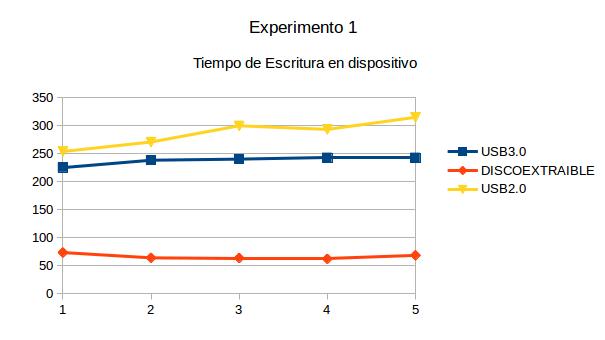 Experimento 1
Tiempo de Escritura en dispositivo
350
300
250
200
150
100
50
0
1 2 3 4 5
USB3.0
DISCOEXTRAIBLE
USB2.0